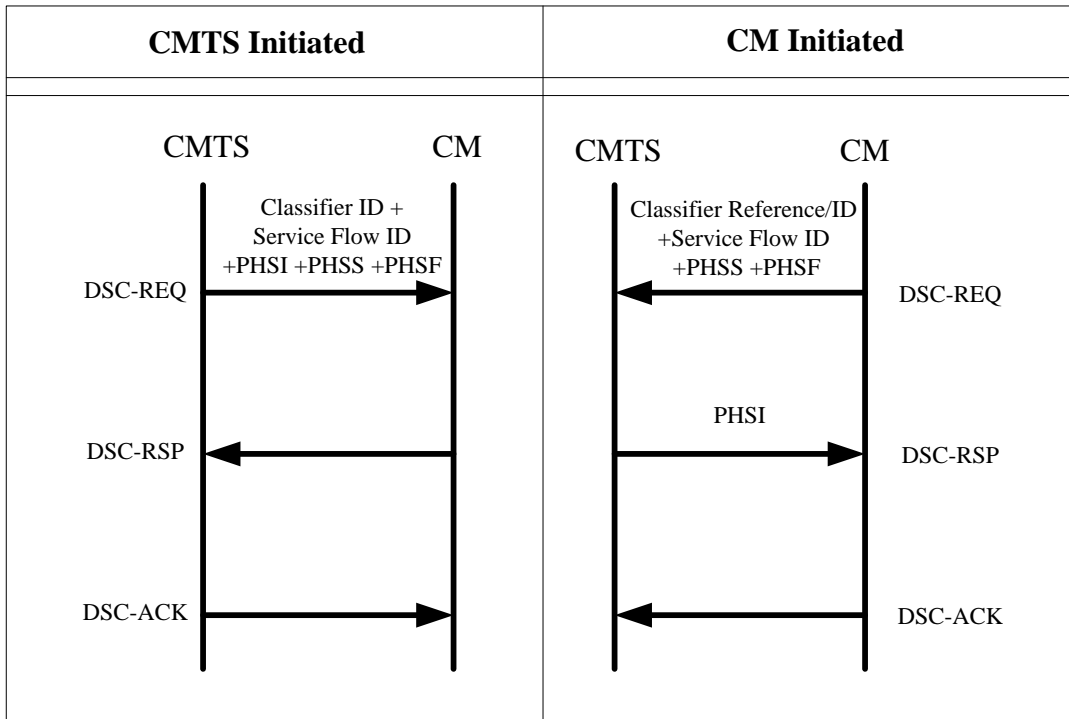 CMTS Initiated
CM Initiated
CMTS
CM
Classifier ID +
Service Flow ID
+PHSI +PHSS +PHSF
DSC-REQ
DSC-RSP
DSC-ACK
CMTS
CM
Classifier Reference/ID
+Service Flow ID
+PHSS +PHSF
DSC-REQ
PHSI
DSC-RSP
DSC-ACK